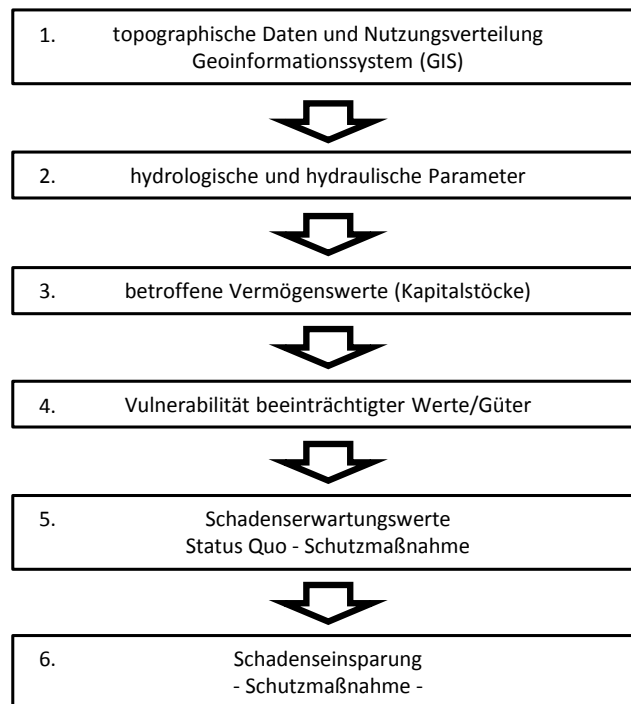 1. topographische Daten und Nutzungsverteilung
Geoinformationssystem (GIS)
2. hydrologische und hydraulische Parameter
3. betroffene Vermögenswerte (Kapitalstöcke)
4. Vulnerabilität beeinträchtigter Werte/Güter
5. Schadenserwartungswerte
Status Quo - Schutzmaßnahme
6. Schadenseinsparung
- Schutzmaßnahme -